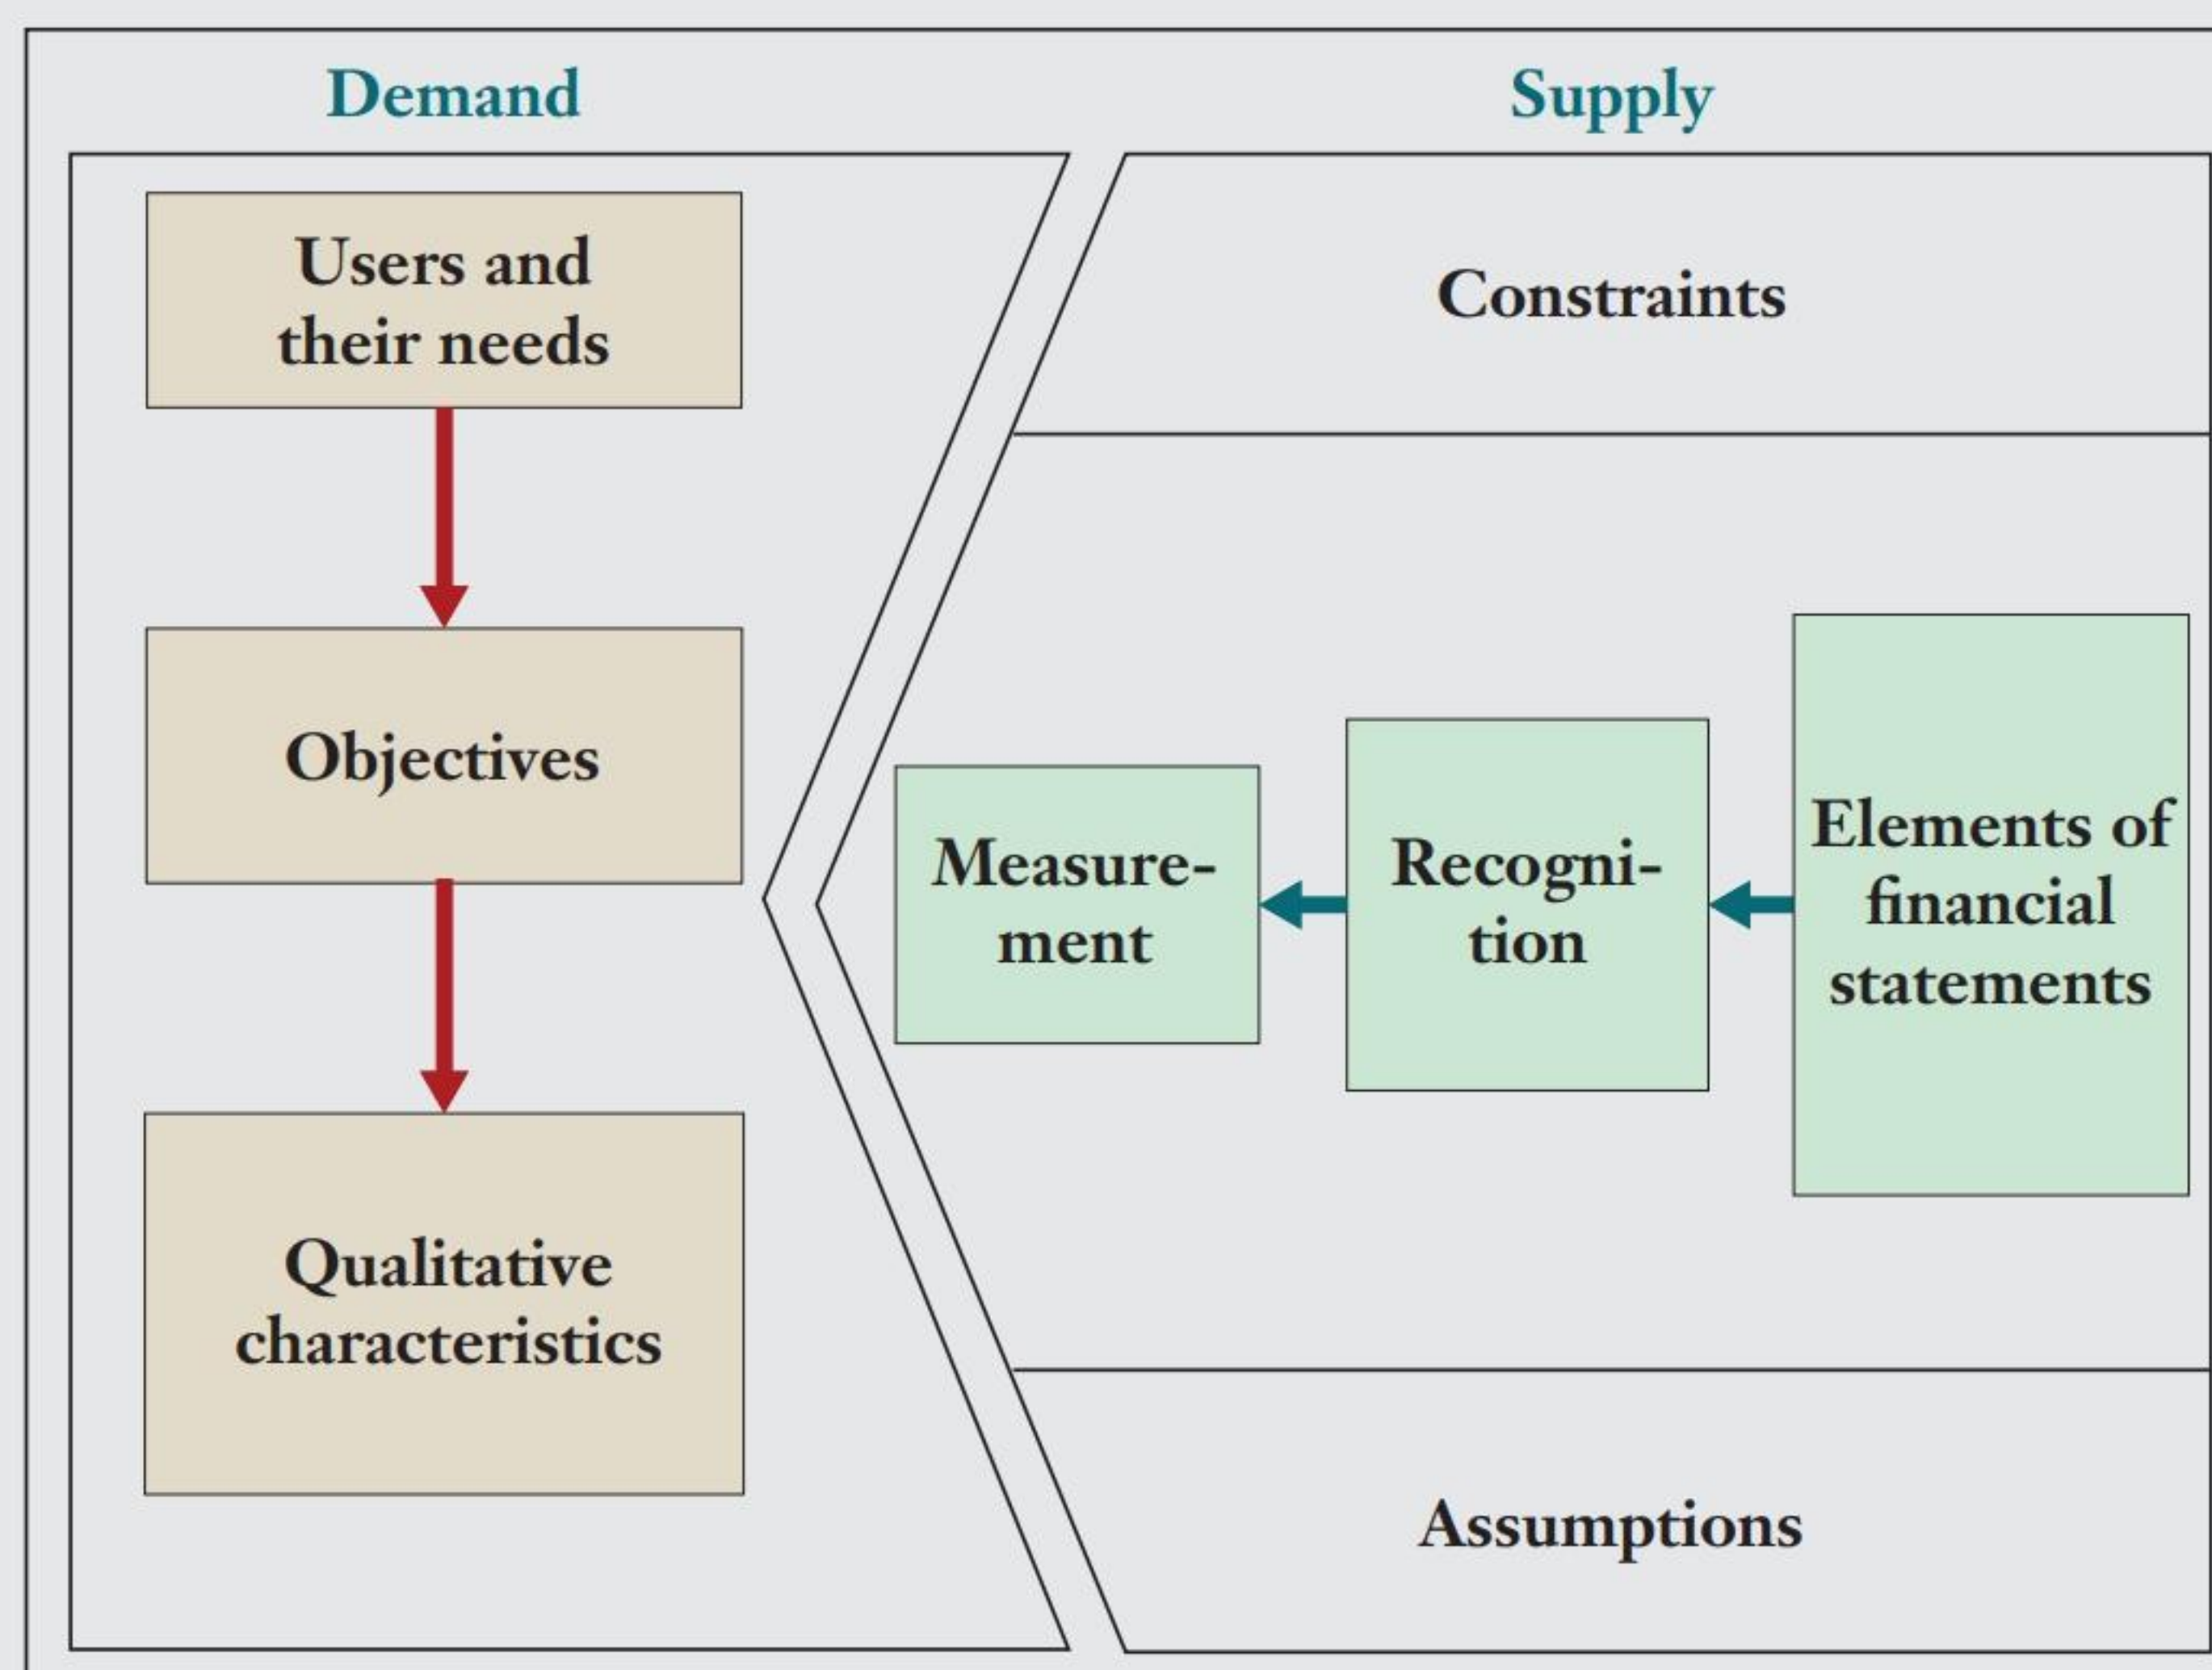 Demand
Users and
their needs
Objectives
Qualitative
characteristics
Supply
Constraints
Measure-
ment
Recogni-
tion
Elements of
financial
statements
Assumptions